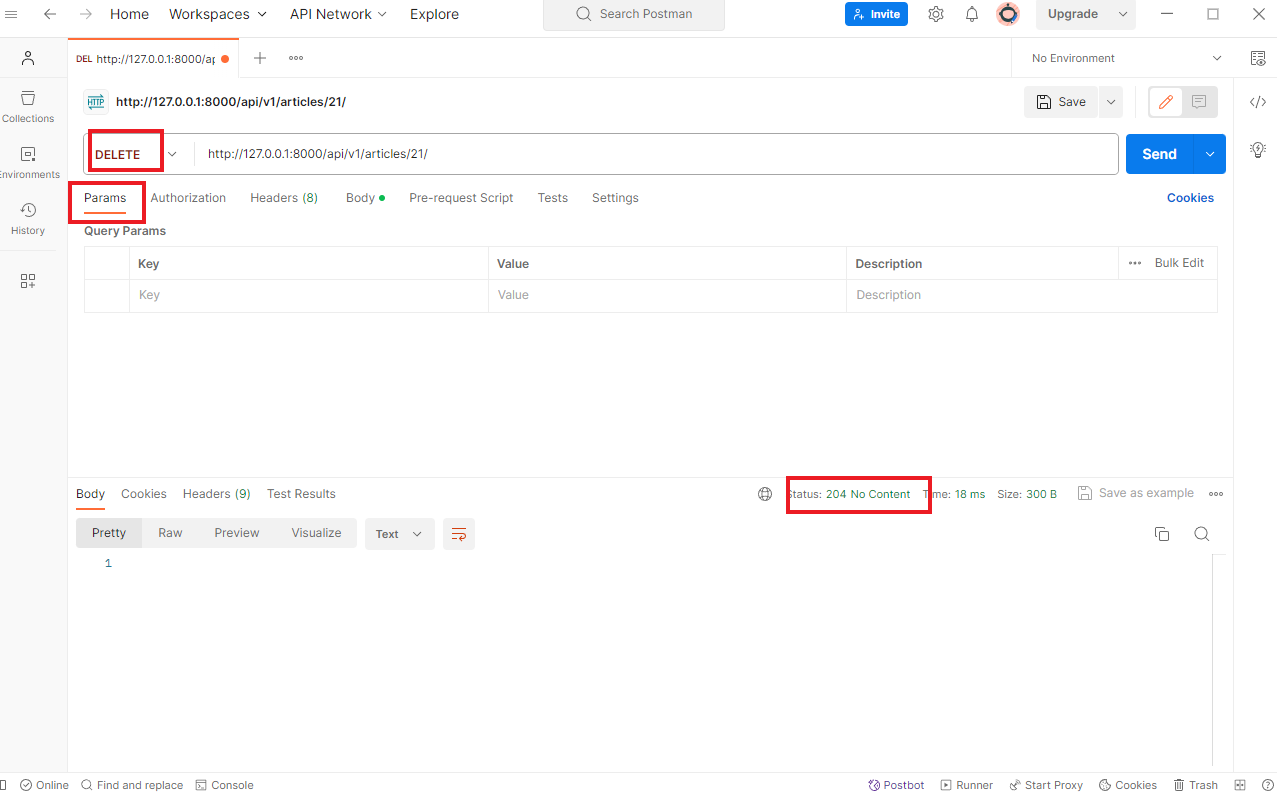 Home Workspaces API Network Explore Search Postman Invite Upgrade
DEL http://127.0.0.1:8000/ap No Environment
HTTP http://127.0.0.1:8000/api/v1/articles/21/ Save
Collections
DELETE http://127.0.0.1:8000/api/v1/articles/21/ Send
Environments
Params Authorization Headers (8) Body Pre-request Script Tests Settings Cookies
History
Query Params
Key Value Description Bulk Edit
Key Value Description
Body Cookies Headers (9) Test Results Status: 204 No Content Time: 18 ms Size: 300 B Save as example
Pretty Raw Preview Visualize Text
1
Online Find and replace Console Postbot Runner Start Proxy Cookies Trash